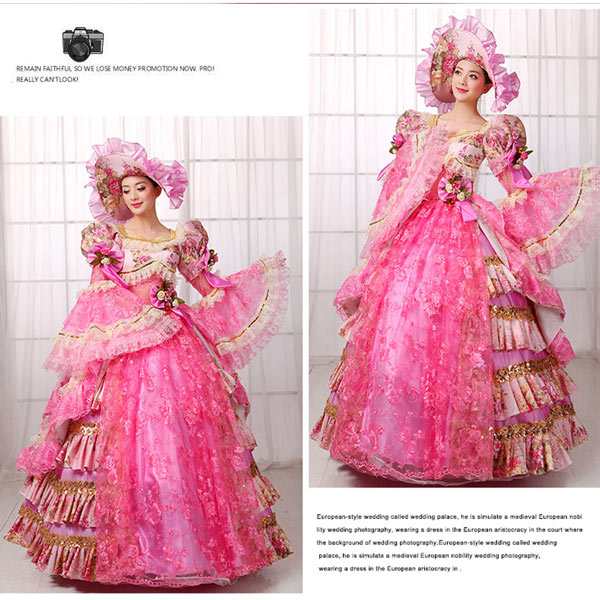 REMAIN FAITHFUL SO WE LOSE MONEY PROMOTION NOW. PRO!
. REALLY CAN'TLOOK!
European-style wedding called wedding palace, he is simulate a medieval European nobi
lity wedding photography, wearing a dress in the European aristocracy in the court where
the background of wedding photography.European-style wedding called wedding
palace, he is simulate a medieval European nobility wedding photography,
wearing a dress in the European aristocracy in .